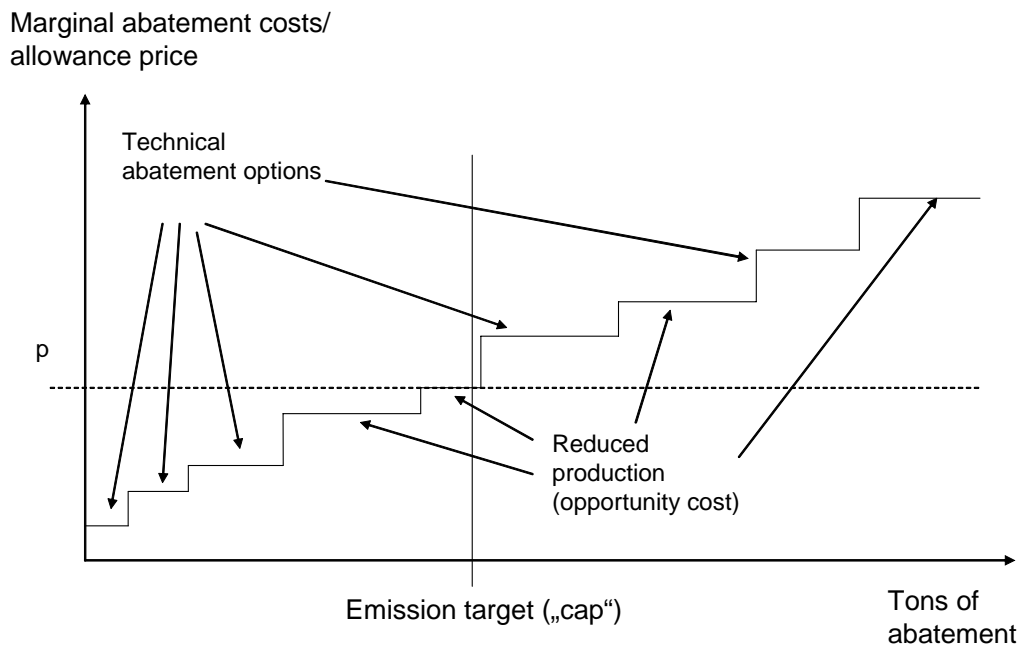 Marginal abatement costs/
allowance price
Technical
abatement options
p
Reduced
production
(opportunity cost)
Emission target („cap“)
Tons of
abatement